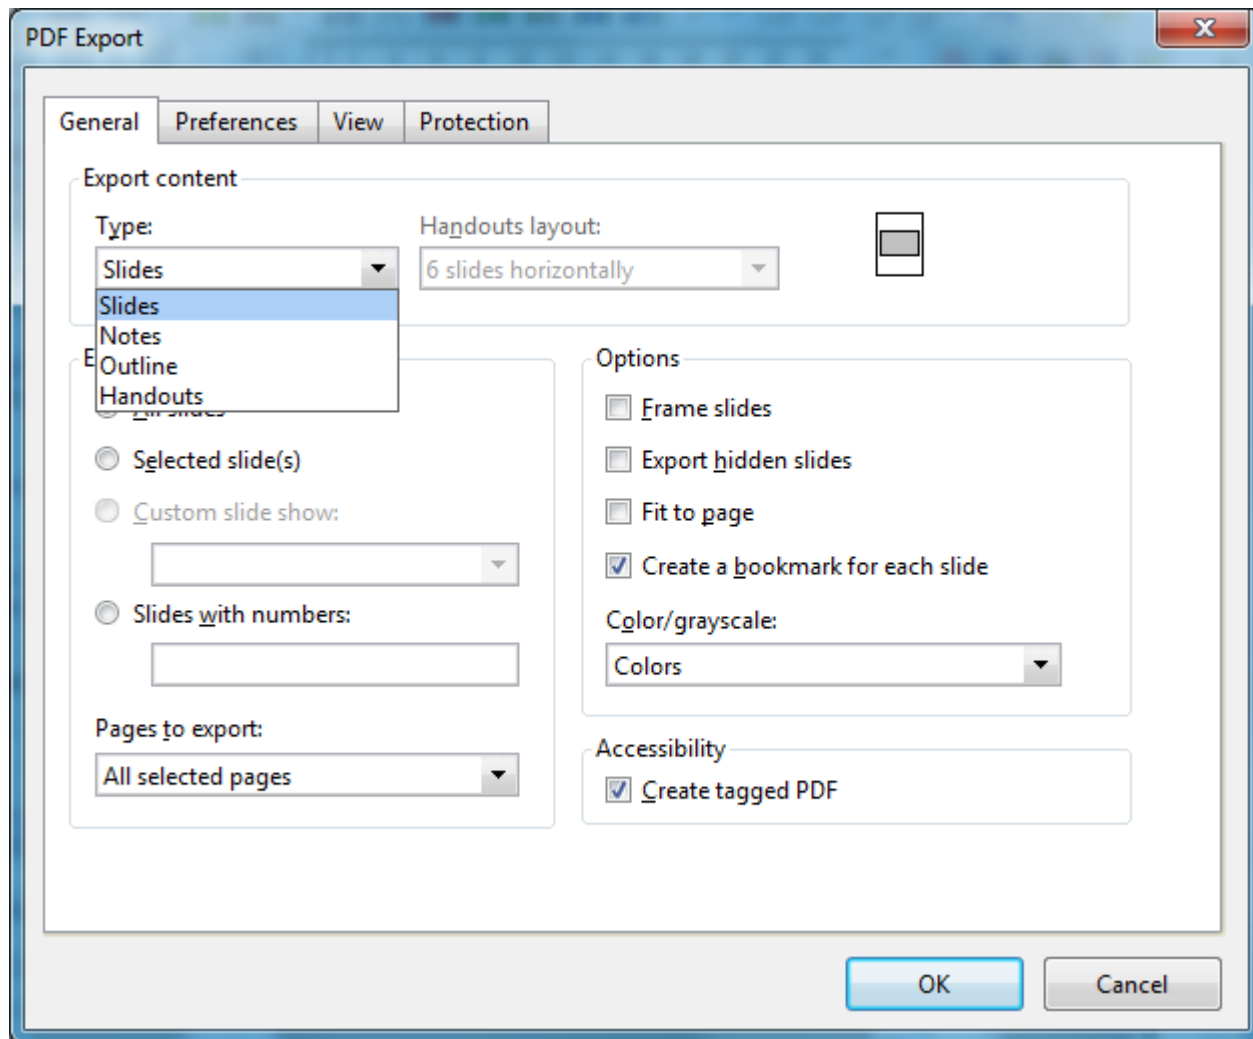 PDF Export
General Preferences View Protection
Export content
Type:
Handouts layout:
Slides
6 slides horizontally
Slides
Notes
Outline
Handouts
All slides
Selected slide(s)
Custom slide show:
Slides with numbers:
Pages to export:
All selected pages
Options
Frame slides
Export hidden slides
Fit to page
Create a bookmark for each slide
Color/grayscale:
Colors
Accessibility
Create tagged PDF
OK Cancel